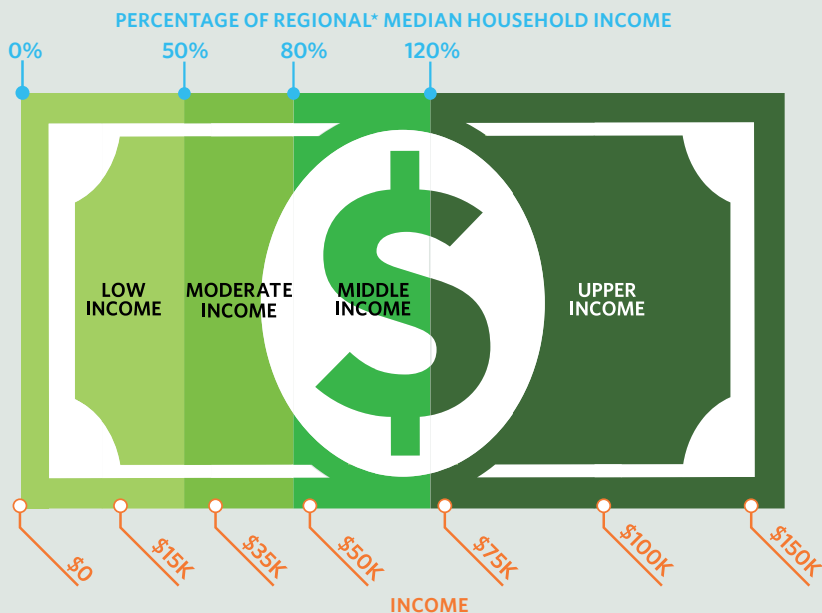 PERCENTAGE OF REGIONAL* MEDIAN HOUSEHOLD INCOME
0% 50% 80% 120%
LOW
INCOME
MODERATE
INCOME
MIDDLE
INCOME
UPPER
INCOME
$
$0 $15K $35K $50K $75K $100K $150K
INCOME